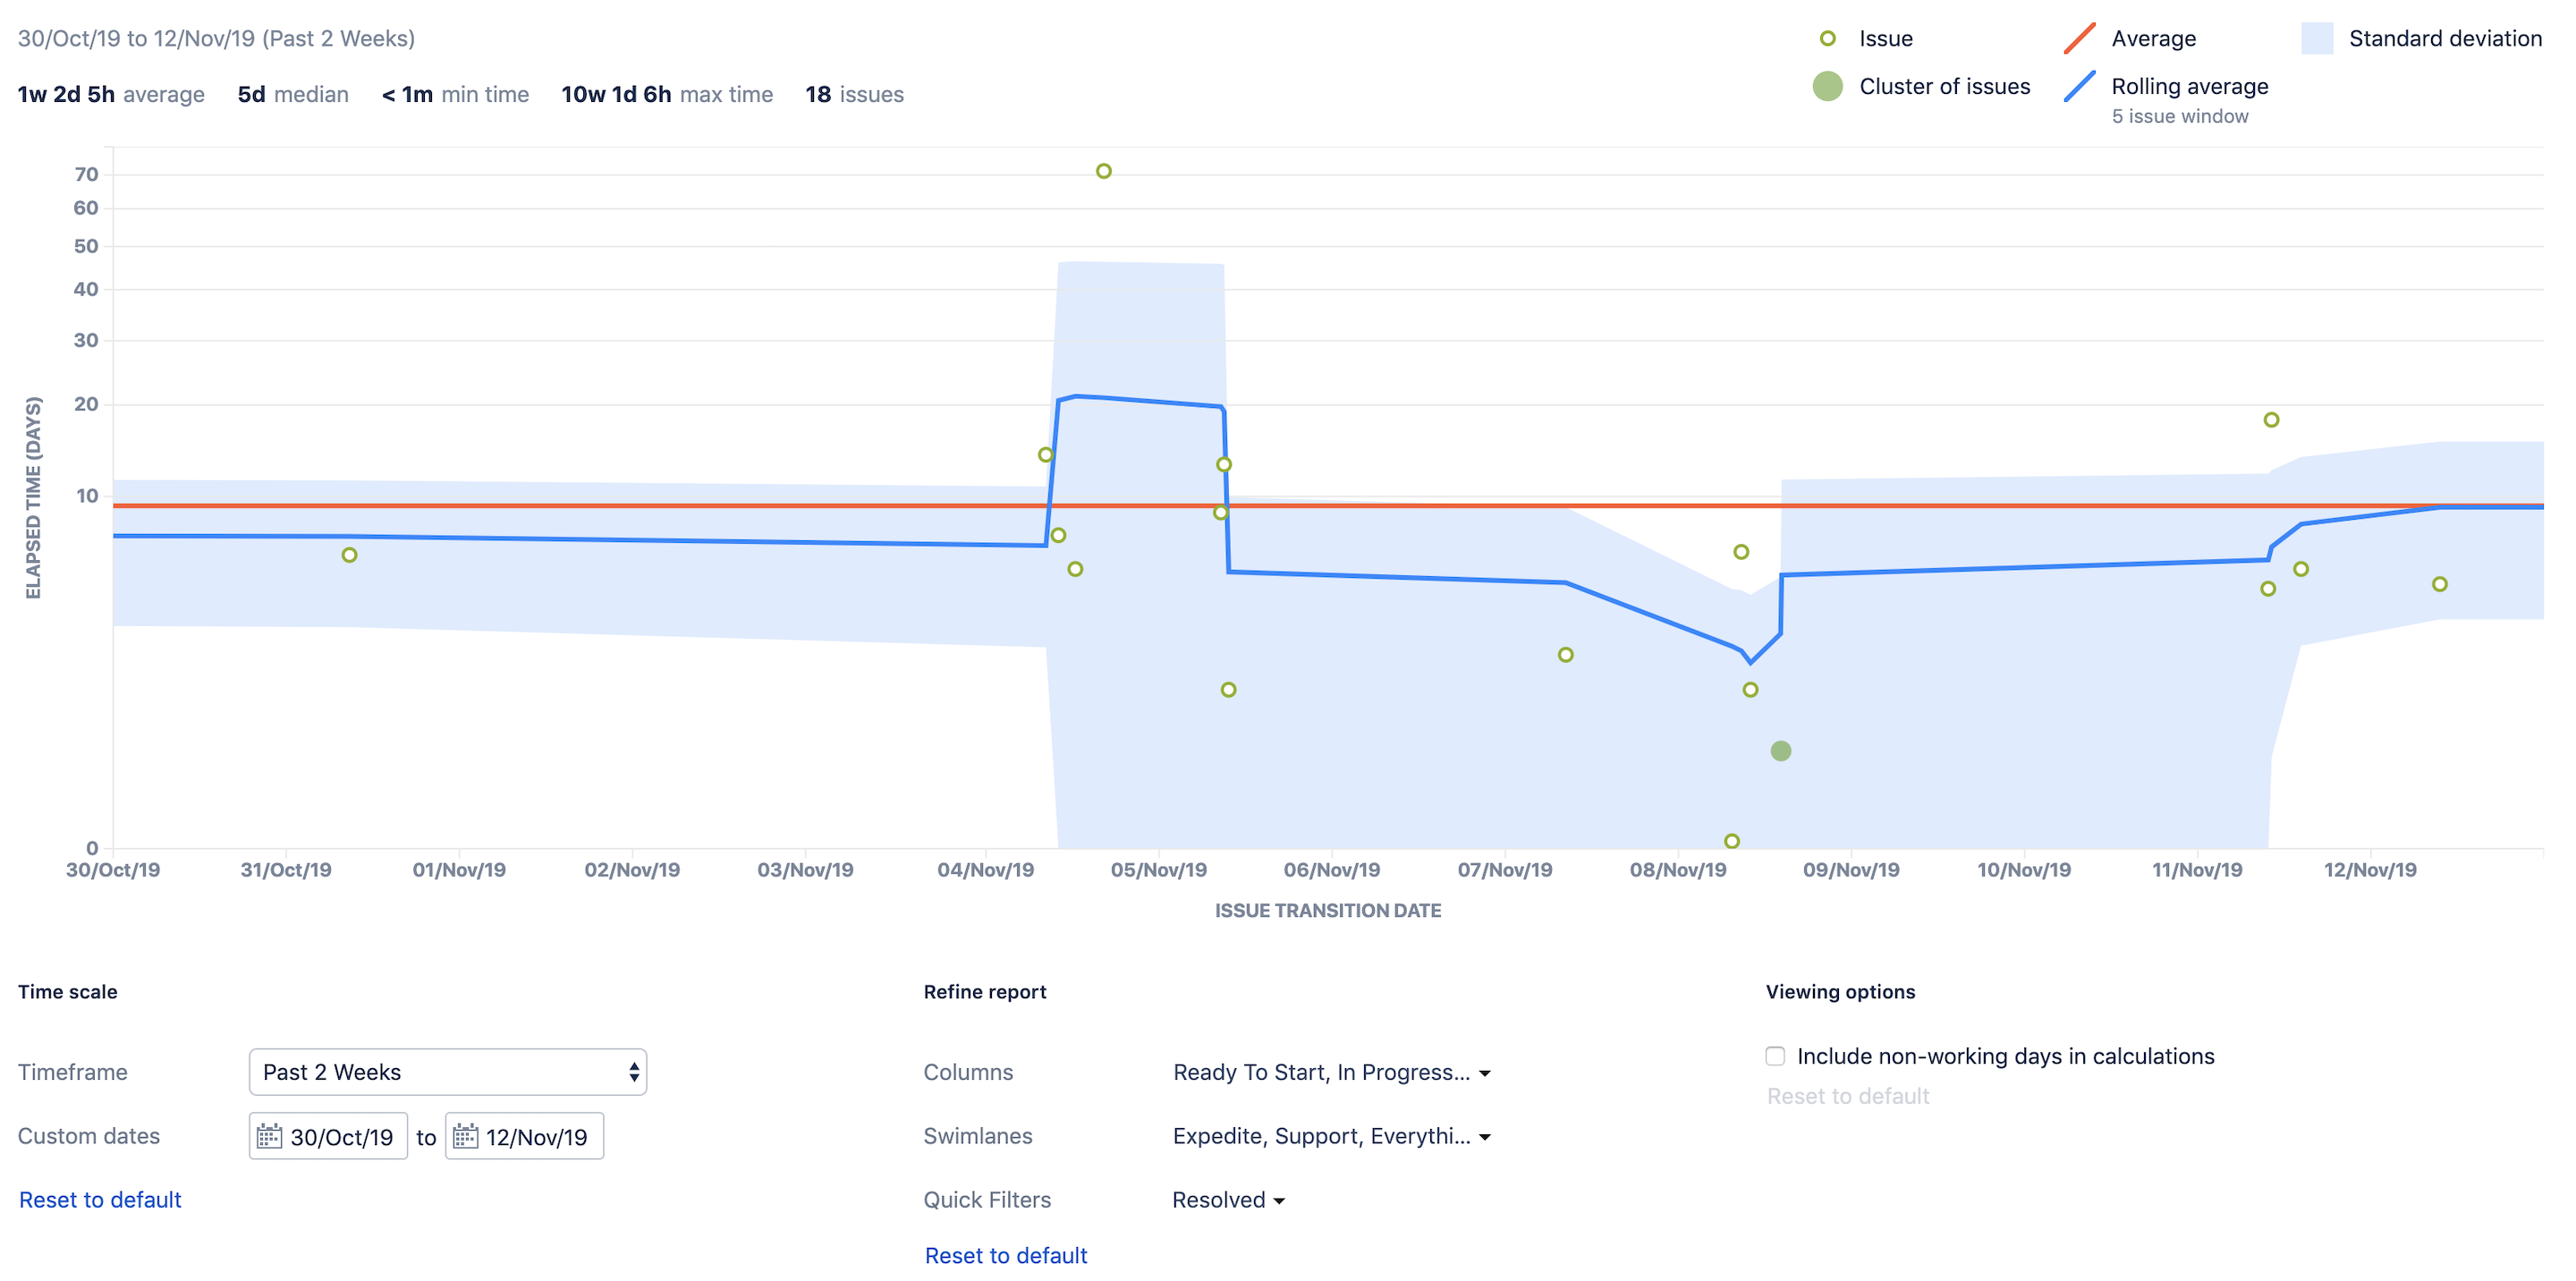 30/Oct/19 to 12/Nov/19 (Past 2 Weeks)
1w 2d 5h average 5d median < 1m min time 10w 1d 6h max time 18 issues
Issue
Average
Standard deviation
Cluster of issues
Rolling average
5 issue window
ELAPSED TIME (DAYS)
70
60
50
40
30
20
10
0
30/Oct/19 31/Oct/19 01/Nov/19 02/Nov/19 03/Nov/19 04/Nov/19 05/Nov/19 06/Nov/19 07/Nov/19 08/Nov/19 09/Nov/19 10/Nov/19 11/Nov/19 12/Nov/19
ISSUE TRANSITION DATE
Time scale
Timeframe Past 2 Weeks
Custom dates 30/Oct/19 to 12/Nov/19
Reset to default
Refine report
Columns Ready To Start, In Progress...
Swimlanes Expedite, Support, Everythi...
Quick Filters Resolved
Reset to default
Viewing options
Include non-working days in calculations
Reset to default